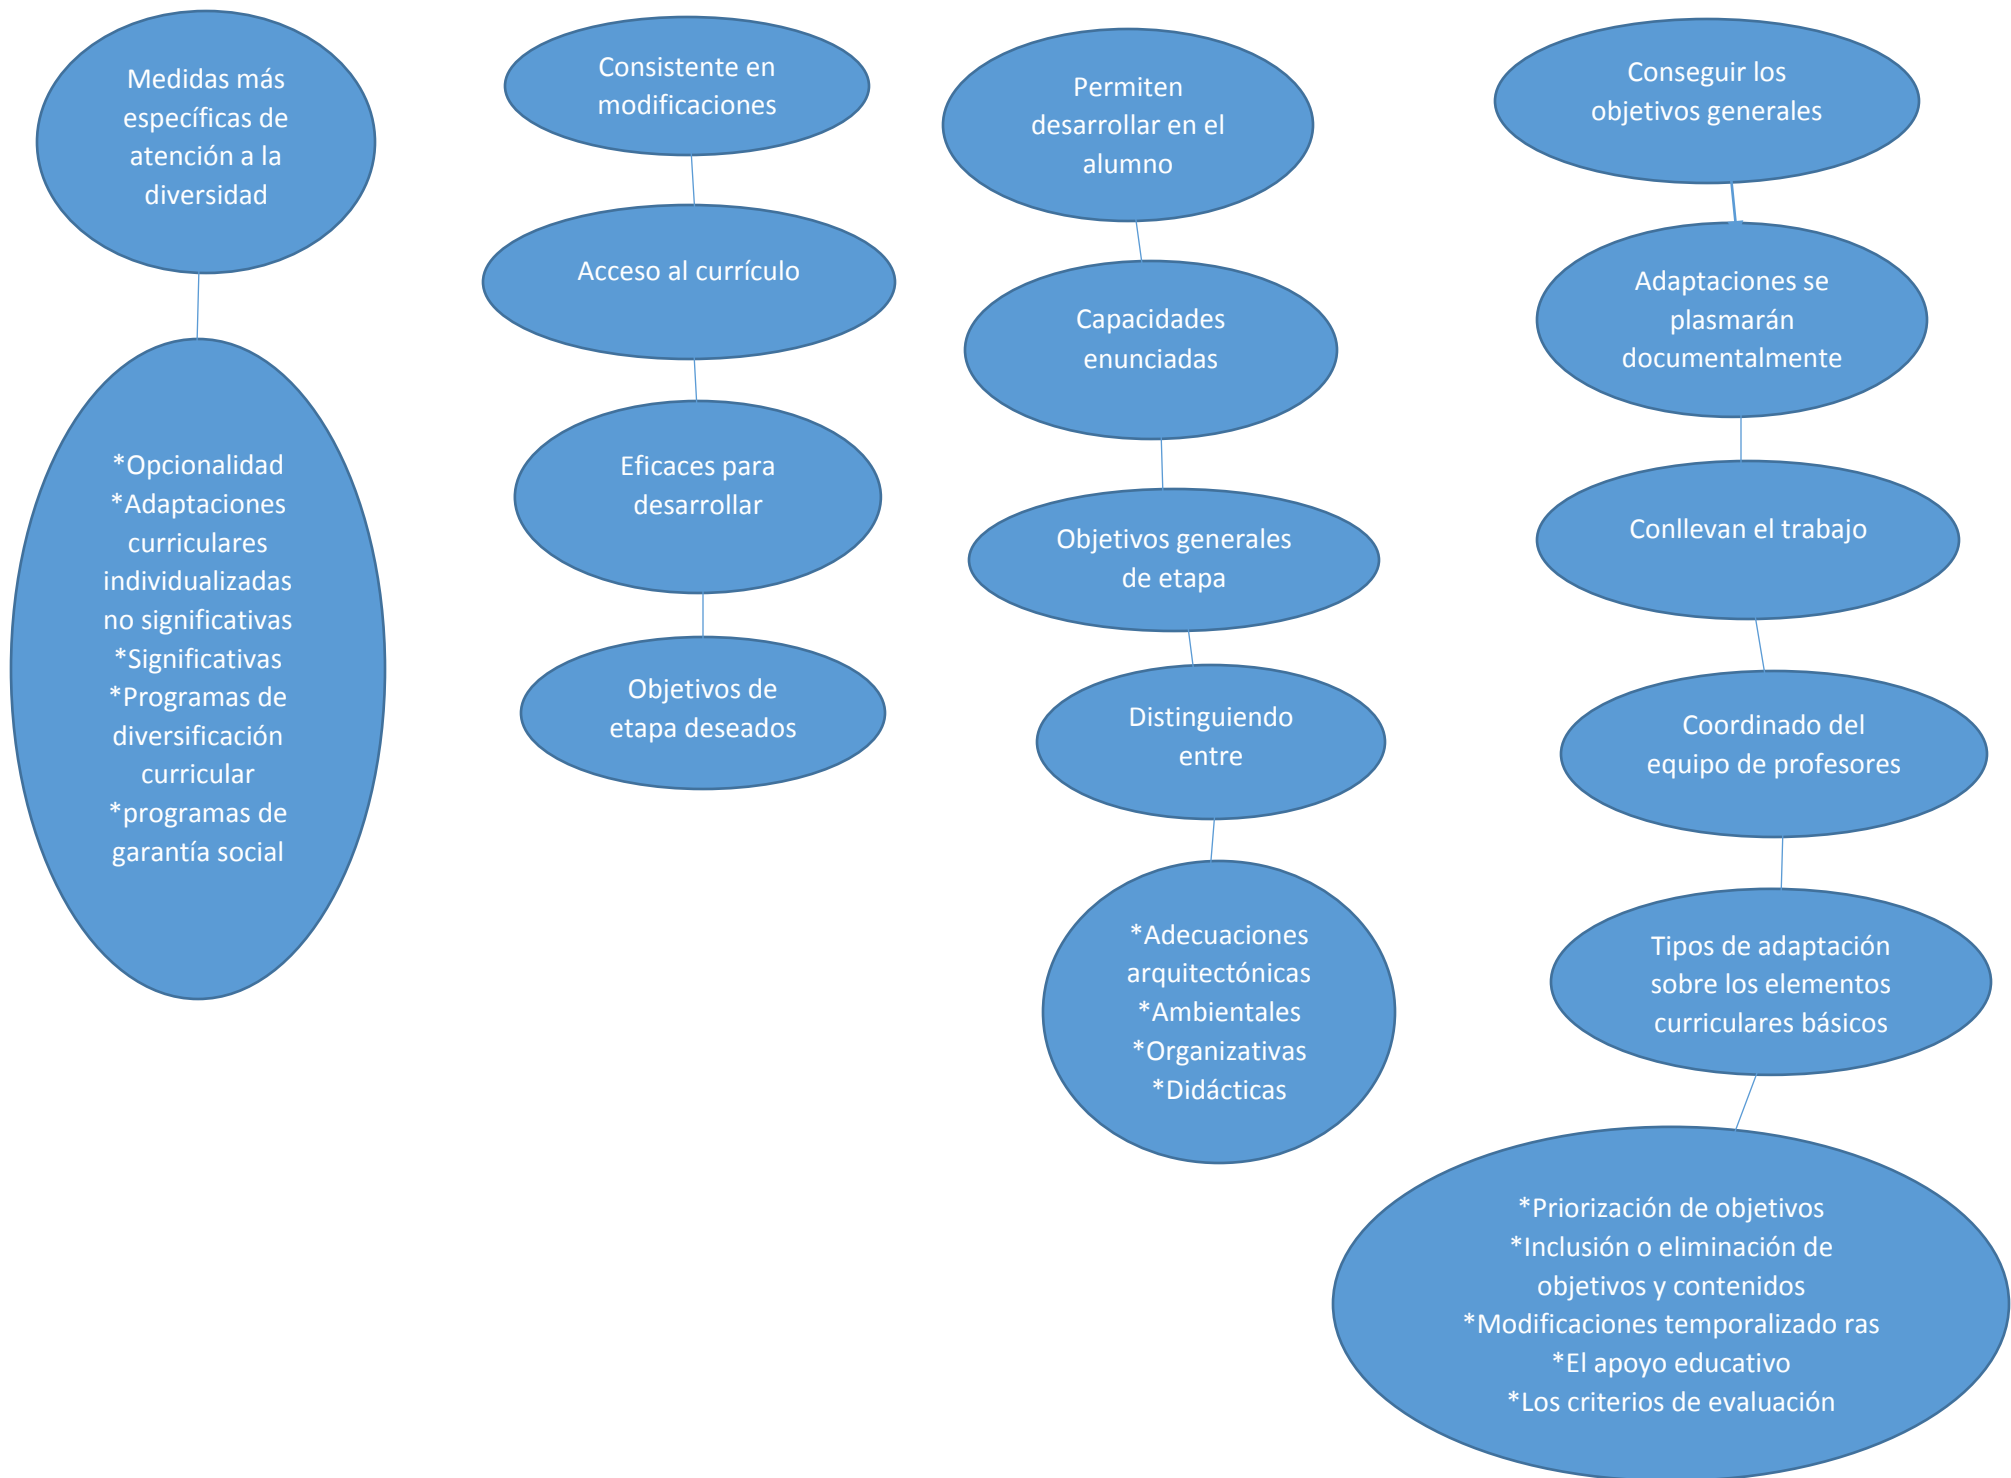 Medidas más
específicas de
atención a la
diversidad
*Opcionalidad
*Adaptaciones
curriculares
individualizadas
no significativas
*Significativas
*Programas de
diversificación
curricular
*programas de
garantía social
Consistente en
modificaciones
Acceso al currículo
Eficaces para
desarrollar
Objetivos de
etapa deseados
Permiten
desarrollar en el
alumno
Capacidades
enunciadas
Objetivos generales
de etapa
Distinguiendo
entre
*Adecuaciones
arquitectónicas
*Ambientales
*Organizativas
*Didácticas
Conseguir los
objetivos generales
Adaptaciones se
plasmarán
documentalmente
Conllevan el trabajo
Coordinado del
equipo de profesores
Tipos de adaptación
sobre los elementos
curriculares básicos
*Priorización de objetivos
*Inclusión o eliminación de
objetivos y contenidos
*Modificaciones temporalizado ras
*El apoyo educativo
*Los criterios de evaluación